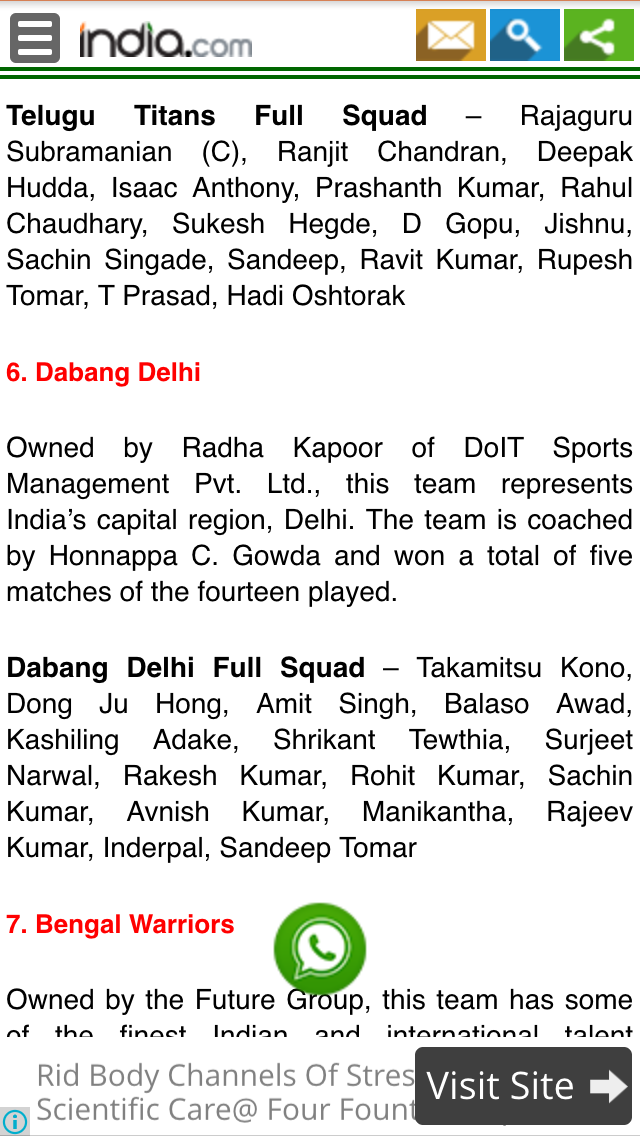 india.com
Telugu Titans Full Squad – Rajaguru
Subramanian (C), Ranjit Chandran, Deepak
Hudda, Isaac Anthony, Prashanth Kumar, Rahul
Chaudhary, Sukesh Hegde, D Gopu, Jishnu,
Sachin Singade, Sandeep, Ravit Kumar, Rupesh
Tomar, T Prasad, Hadi Oshtorak
6. Dabang Delhi
Owned by Radha Kapoor of DoIT Sports
Management Pvt. Ltd., this team represents
India’s capital region, Delhi. The team is coached
by Honnappa C. Gowda and won a total of five
matches of the fourteen played.
Dabang Delhi Full Squad – Takamitsu Kono,
Dong Ju Hong, Amit Singh, Balaso Awad,
Kashiling Adake, Shrikant Tewthia, Surjeet
Narwal, Rakesh Kumar, Rohit Kumar, Sachin
Kumar, Avnish Kumar, Manikantha, Rajeev
Kumar, Inderpal, Sandeep Tomar
7. Bengal Warriors
Owned by the Future Group, this team has some
of the finest Indian and international talent
Rid Body Channels Of Stres
Scientific Care@ Four Fount
Visit Site